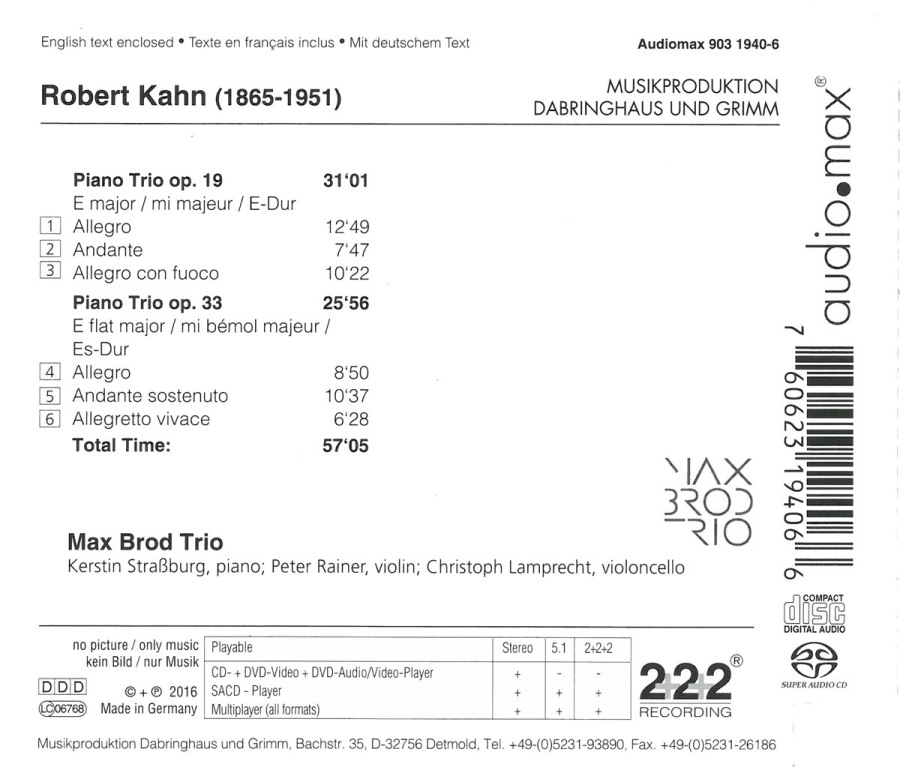 English text enclosed • Texte en français inclus • Mit deutschem Text
Audiomax 903 1940-6
Robert Kahn (1865-1951)
MUSIKPRODUKTION
DABRINGHAUS UND GRIMM
audio.max®
Piano Trio op. 19 31'01
E major / mi majeur / E-Dur
1 Allegro 12‘49
2 Andante 7‘47
3 Allegro con fuoco 10‘22
Piano Trio op. 33 25‘56
E flat major / mi bémol majeur /
Es-Dur
4 Allegro 8'50
5 Andante sostenuto 10‘37
6 Allegretto vivace 6‘28
Total Time: 57‘05
7 60623 19406 6
MAX
BROD
TRIO
Max Brod Trio
Kerstin Straßburg, piano; Peter Rainer, violin; Christoph Lamprecht, violoncello
COMPACT
disc
DIGITAL AUDIO
SUPER AUDIO CD
no picture / only music
kein Bild / nur Musik
DDD
© + ℗ 2016
LC 06768
Made in Germany
Playable Stereo 5.1 2+2+2
CD- + DVD-Video + DVD-Audio/Video-Player + - -
SACD - Player + + +
Multiplayer (all formats) + + +
2+2+2®
RECORDING
Musikproduktion Dabringhaus und Grimm, Bachstr. 35, D-32756 Detmold, Tel. +49-(0)5231-93890, Fax. +49-(0)5231-26186